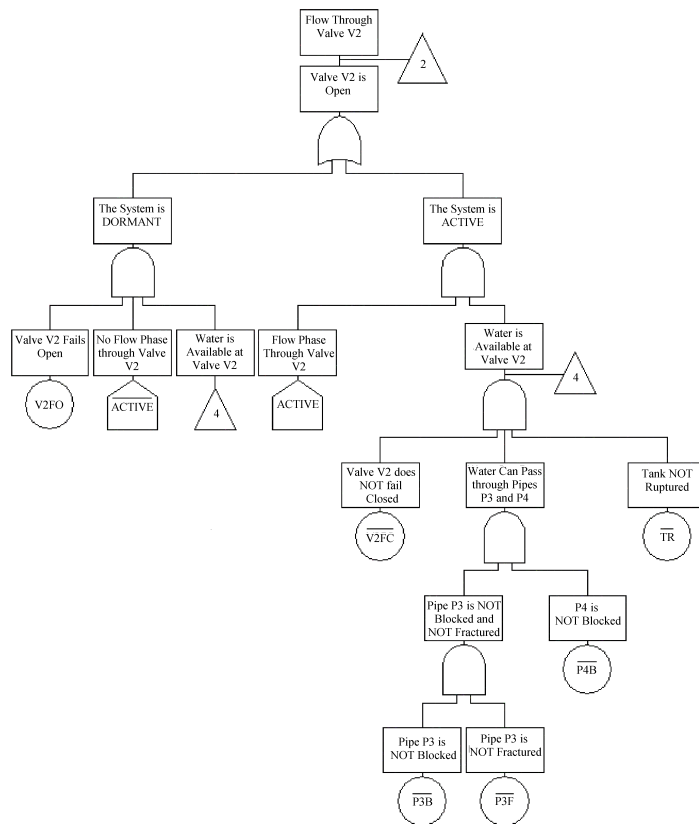 Flow Through
Valve V2
2
Valve V2 is
Open
The System is
DORMANT
The System is
ACTIVE
Valve V2 Fails
Open
No Flow Phase
through Valve
V2
Water is
Available at
Valve V2
Flow Phase
Through Valve
V2
Water is
Available at
Valve V2
V2FO
ACTIVE
4
ACTIVE
4
Valve V2 does
NOT fail
Closed
Water Can Pass
through Pipes
P3 and P4
Tank NOT
Ruptured
V2FC
TR
Pipe P3 is NOT
Blocked and
NOT Fractured
P4 is
NOT Blocked
P4B
Pipe P3 is
NOT Blocked
Pipe P3 is
NOT Fractured
P3B
P3F